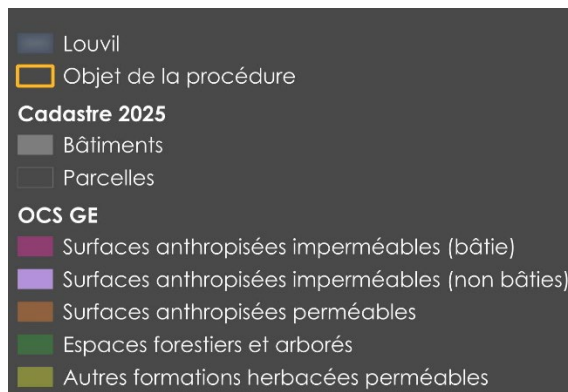 Louvil
Objet de la procédure
Cadastre 2025
Bâtiments
Parcelles
OCS GE
Surfaces anthropisées imperméables (bâtie)
Surfaces anthropisées imperméables (non bâties)
Surfaces anthropisées perméables
Espaces forestiers et arborés
Autres formations herbacées perméables